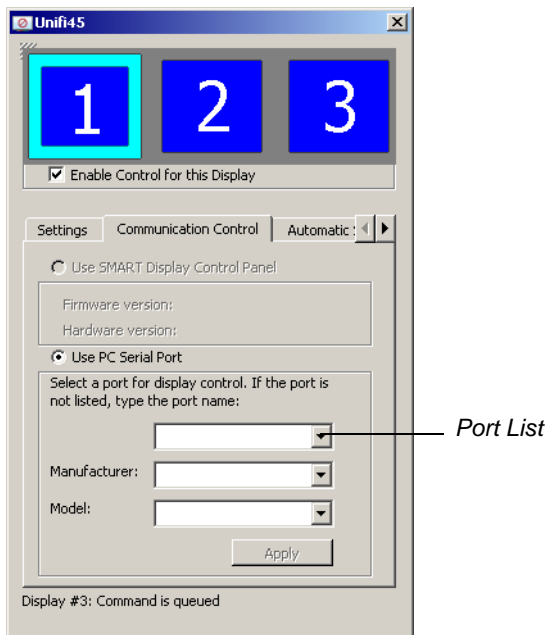 Unifi45
1 2 3
Enable Control for this Display
Settings Communication Control Automatic
Use SMART Display Control Panel
Firmware version:
Hardware version:
Use PC Serial Port
Select a port for display control. If the port is
not listed, type the port name:
Port List
Manufacturer:
Model:
Apply
Display #3: Command is queued